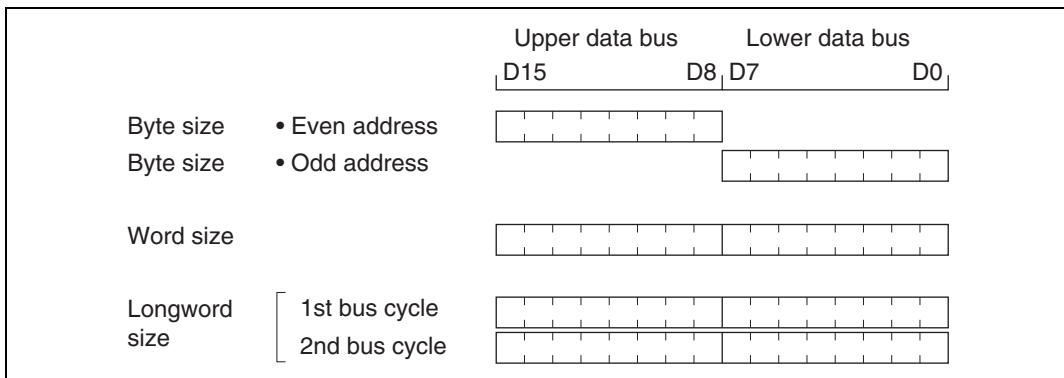 Upper data bus Lower data bus
D15 D8 D7 D0
Byte size • Even address
Byte size • Odd address
Word size
Longword size 1st bus cycle
2nd bus cycle